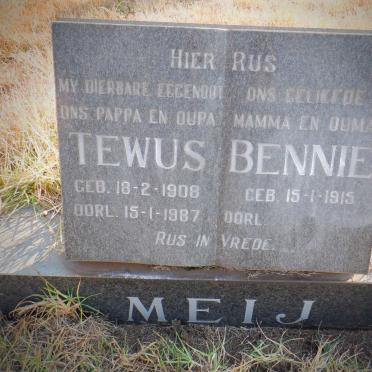 HIER RUS
MY DIERBARE EGGENOOT
ONS PAPPA EN OUPA
TEWUS
GEB. 18-2-1908
OORL. 15-1-1987
ONS GELIEFDE
MAMMA EN OUMA
BENNIE
GEB. 15-1-1915
OORL.
RUS IN VREDE.
MEIJ